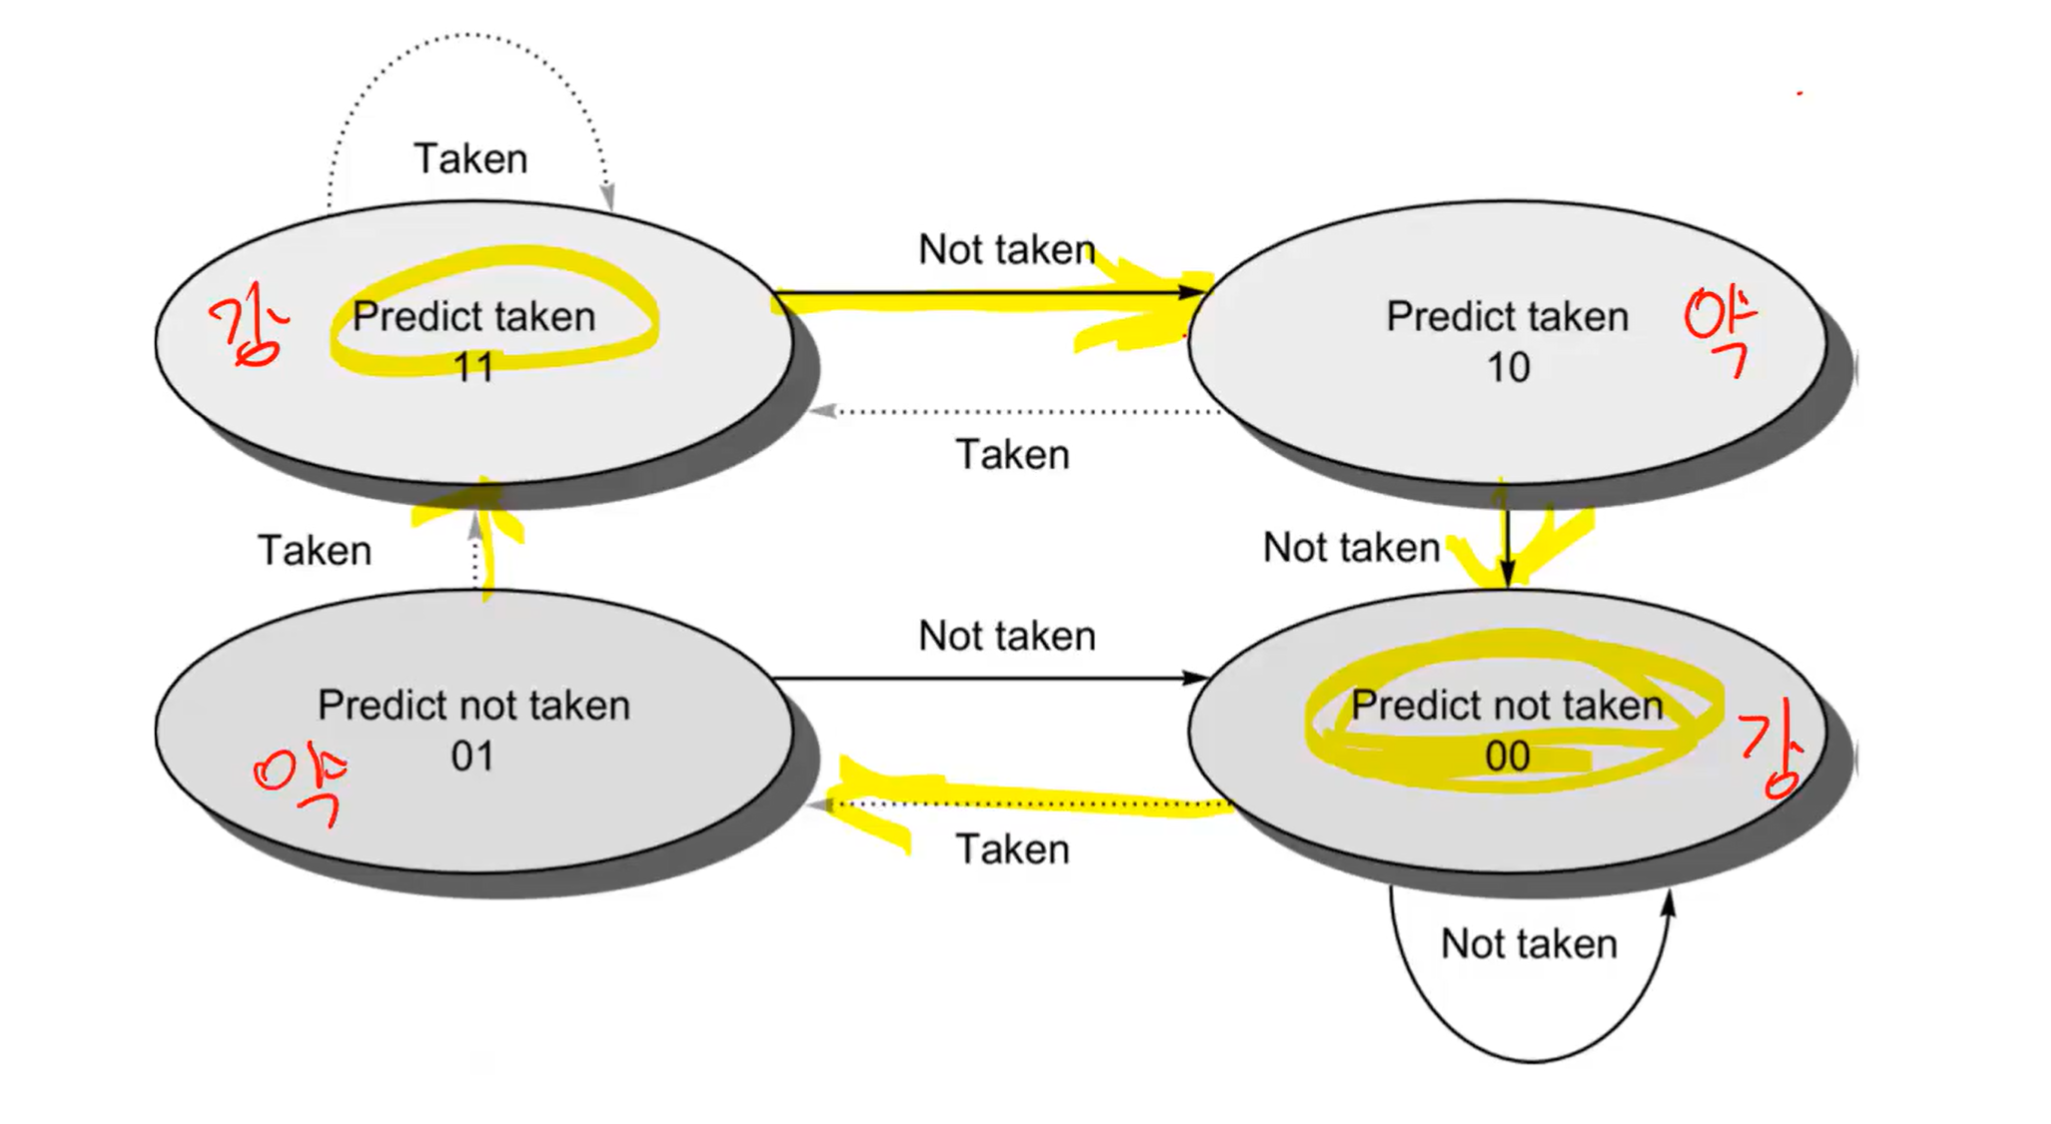 Taken
Not taken
강
Predict taken
11
Predict taken
10
약
Taken
Taken
Not taken
Not taken
Predict not taken
01
약
Predict not taken
00
강
Taken
Not taken